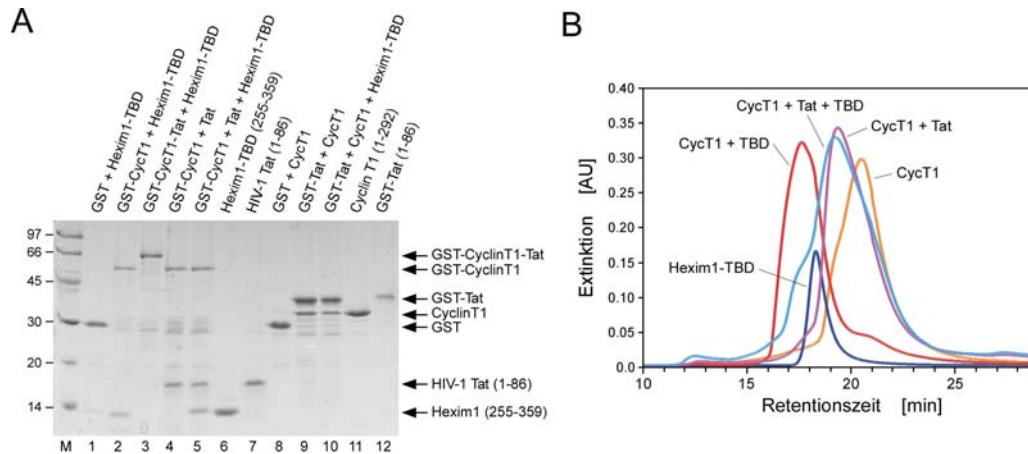 A
GST + Hexim1-TBD
GST-CycT1 + Hexim1-TBD
GST-CycT1-Tat + Hexim1-TBD
GST-CycT1 + Tat
GST-CycT1 + Tat + Hexim1-TBD
Hexim1-TBD (255-359)
HIV-1 Tat (1-86)
GST + CycT1
GST-Tat + CycT1
GST-Tat + CycT1 + Hexim1-TBD
Cyclin T1 (1-292)
GST-Tat (1-86)
97
66
45
30
20
14
GST-CyclinT1-Tat
GST-CyclinT1
GST-Tat
CyclinT1
GST
HIV-1 Tat (1-86)
Hexim1 (255-359)
M 1 2 3 4 5 6 7 8 9 10 11 12
B
0.40
0.35
0.30
0.25
0.20
0.15
0.10
0.05
0.0
Extinktion [AU]
CycT1 + Tat + TBD
CycT1 + TBD
CycT1 + Tat
CycT1
Hexim1-TBD
10 15 20 25
Retentionszeit [min]